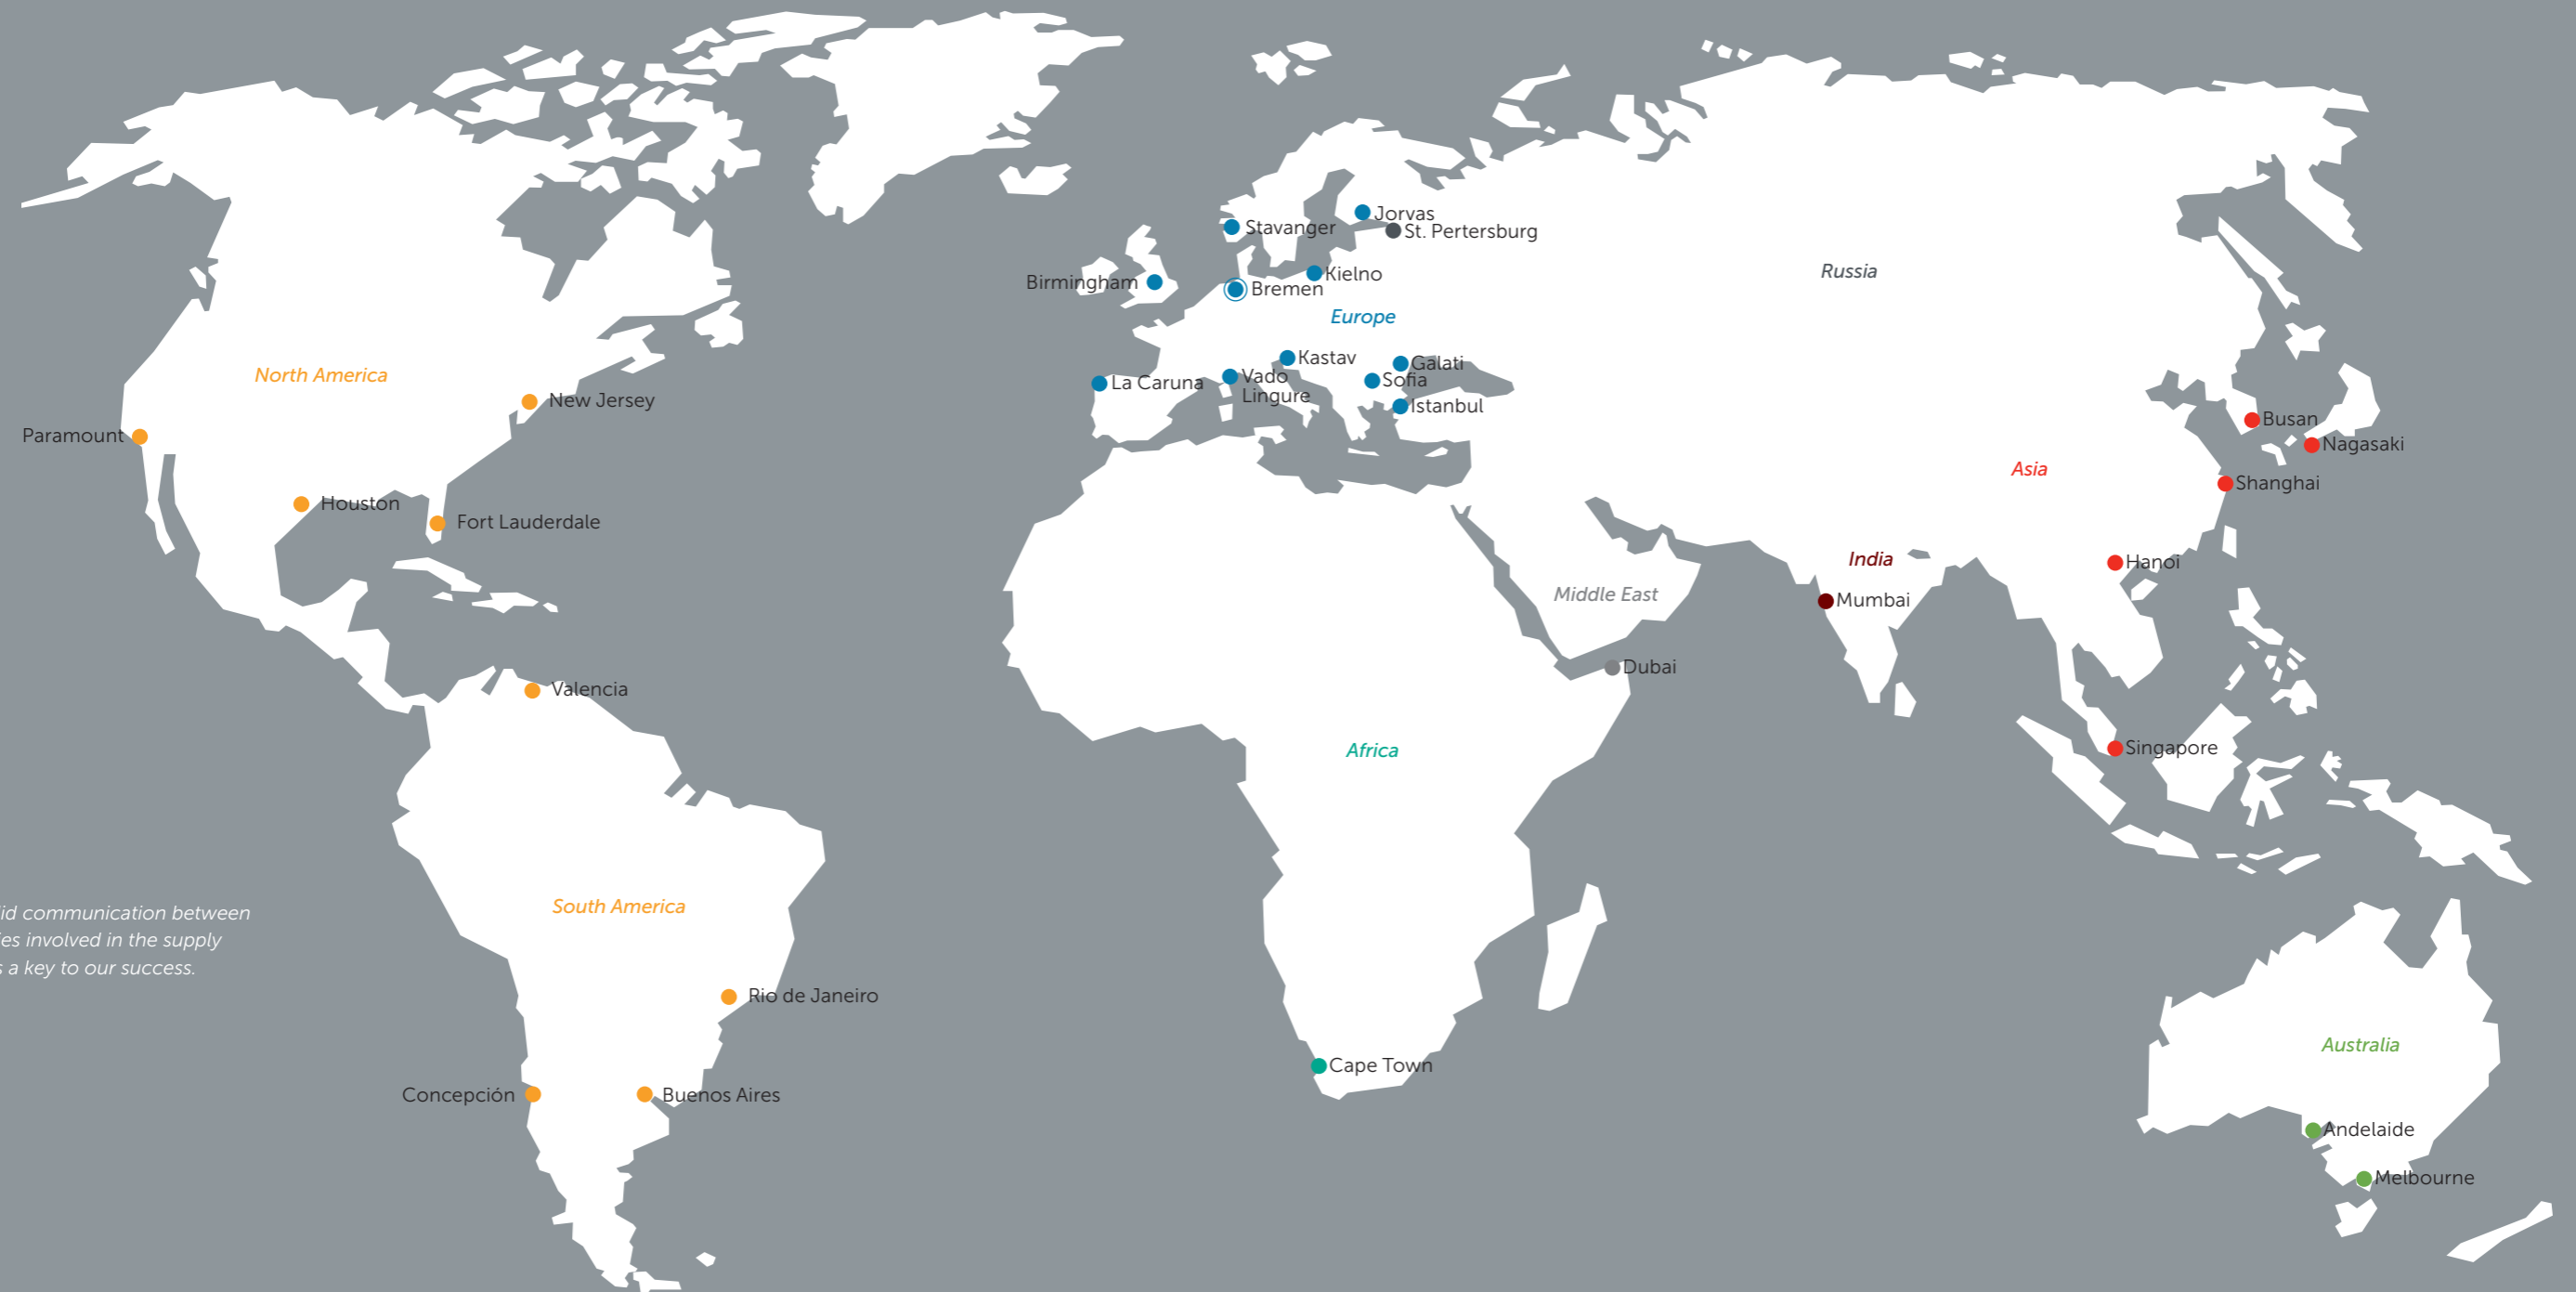 Jorvas
Stavanger
St. Pertersburg
Russia
Kielno
Birmingham
Bremen
Europe
Kastav
Galati
North America
Vado
Lingure
Sofia
La Caruna
New Jersey
Istanbul
Busan
Paramount
Nagasaki
Asia
Shanghai
Houston
Fort Lauderdale
India
Hanoi
Middle East
Mumbai
Dubai
Valencia
Singapore
Africa
South America
communication between
involved in the supply
a key to our success.
Rio de Janeiro
Australia
Cape Town
Concepción
Buenos Aires
Andelaide
Melbourne